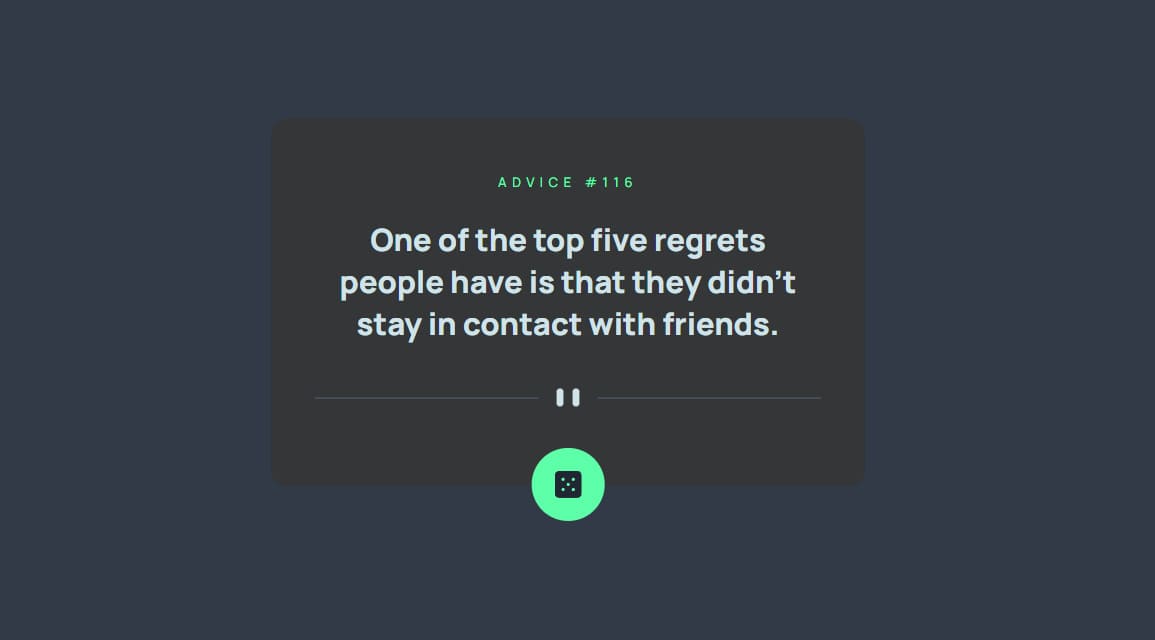 ADVICE #116
One of the top five regrets
people have is that they didn’t
stay in contact with friends.